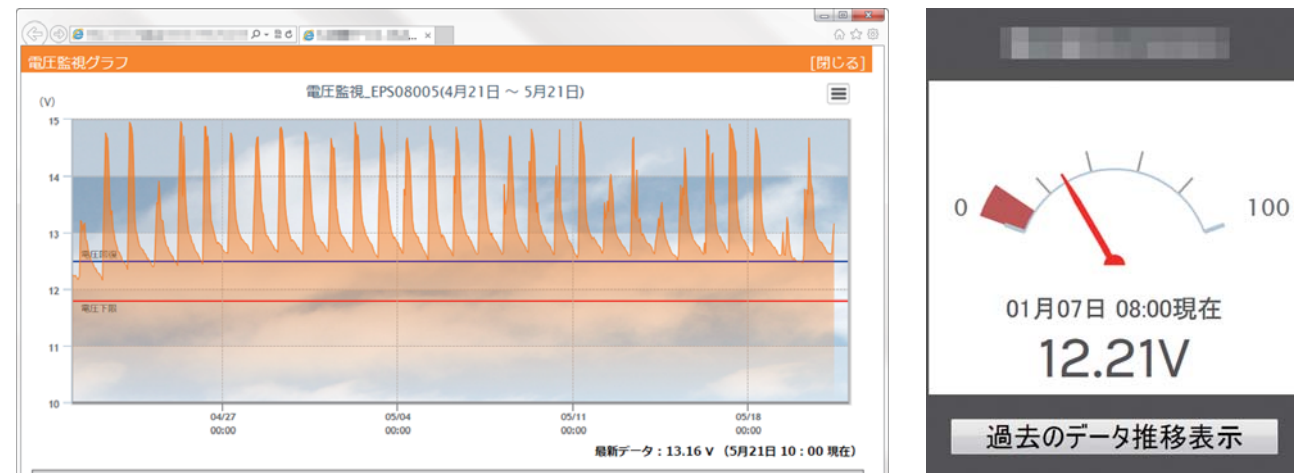 電圧監視グラフ
[閉じる]
電圧監視_EPS08005(4月21日 ～ 5月21日)
(V)
15
14
13
電圧回復
12
電圧下限
11
10
04/27
00:00
05/04
00:00
05/11
00:00
05/18
00:00
最新データ：13.16 V （5月21日 10：00 現在）
0
100
01月07日 08:00現在
12.21V
過去のデータ推移表示